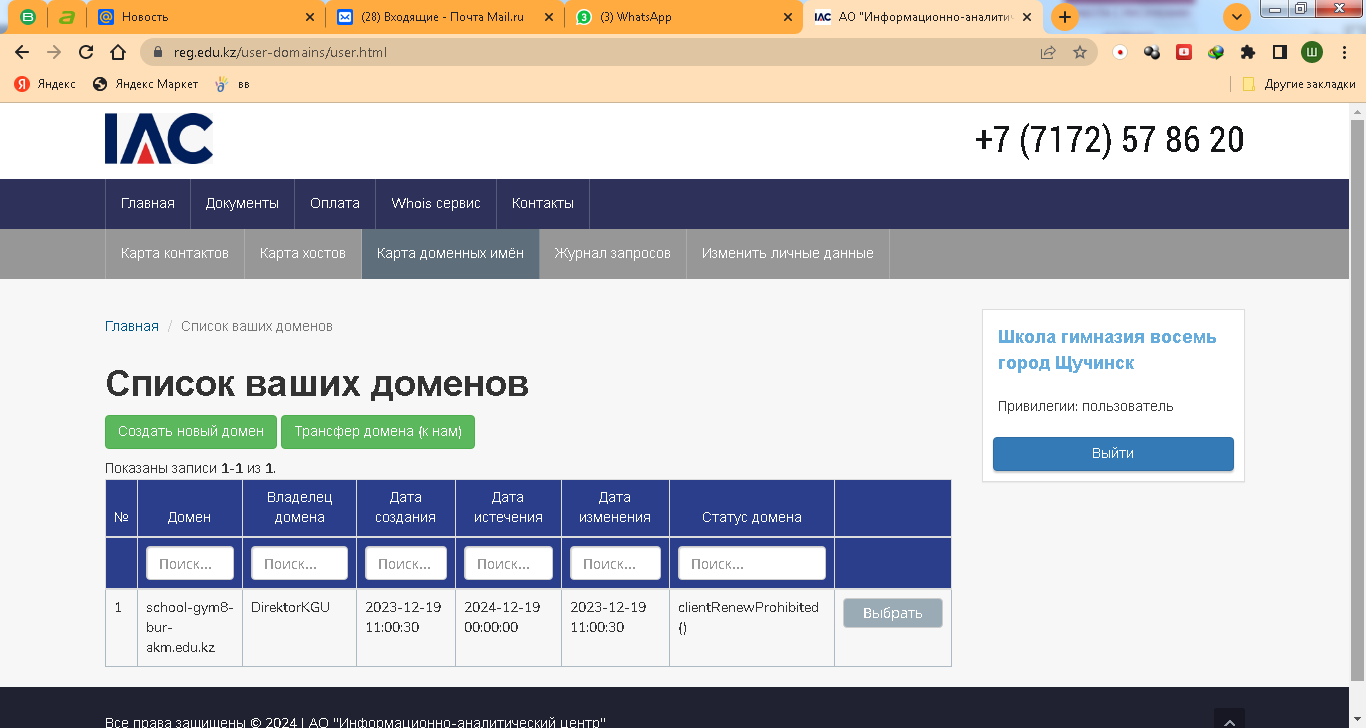 Новость
(28) Входящие - Почта Mail.ru
(3) WhatsApp
АО "Информационно-аналити
reg.edu.kz/user-domains/user.html
Ш
Я Яндекс
Яндекс Маркет
вв
Другие закладки
IAC
+7 (7172) 57 86 20
Главная
Документы
Оплата
Whois сервис
Контакты
Карта контактов
Карта хостов
Карта доменных имён
Журнал запросов
Изменить личные данные
Главная / Список ваших доменов
Школа гимназия восемь
город Щучинск
Привилегии: пользователь
Выйти
Список ваших доменов
Создать новый домен
Трансфер домена (к нам)
Показаны записи 1-1 из 1.
№
Домен
Владелец
домена
Дата
создания
Дата
истечения
Дата
изменения
Статус домена
Поиск...
Поиск...
Поиск...
Поиск...
Поиск...
Поиск...
1
school-gym8-
bur-
akm.edu.kz
DirektorKGU
2023-12-19
11:00:30
2024-12-19
00:00:00
2023-12-19
11:00:30
clientRenewProhibited
()
Выбрать
Все права защищены © 2024 | АО "Информационно-аналитический центр"